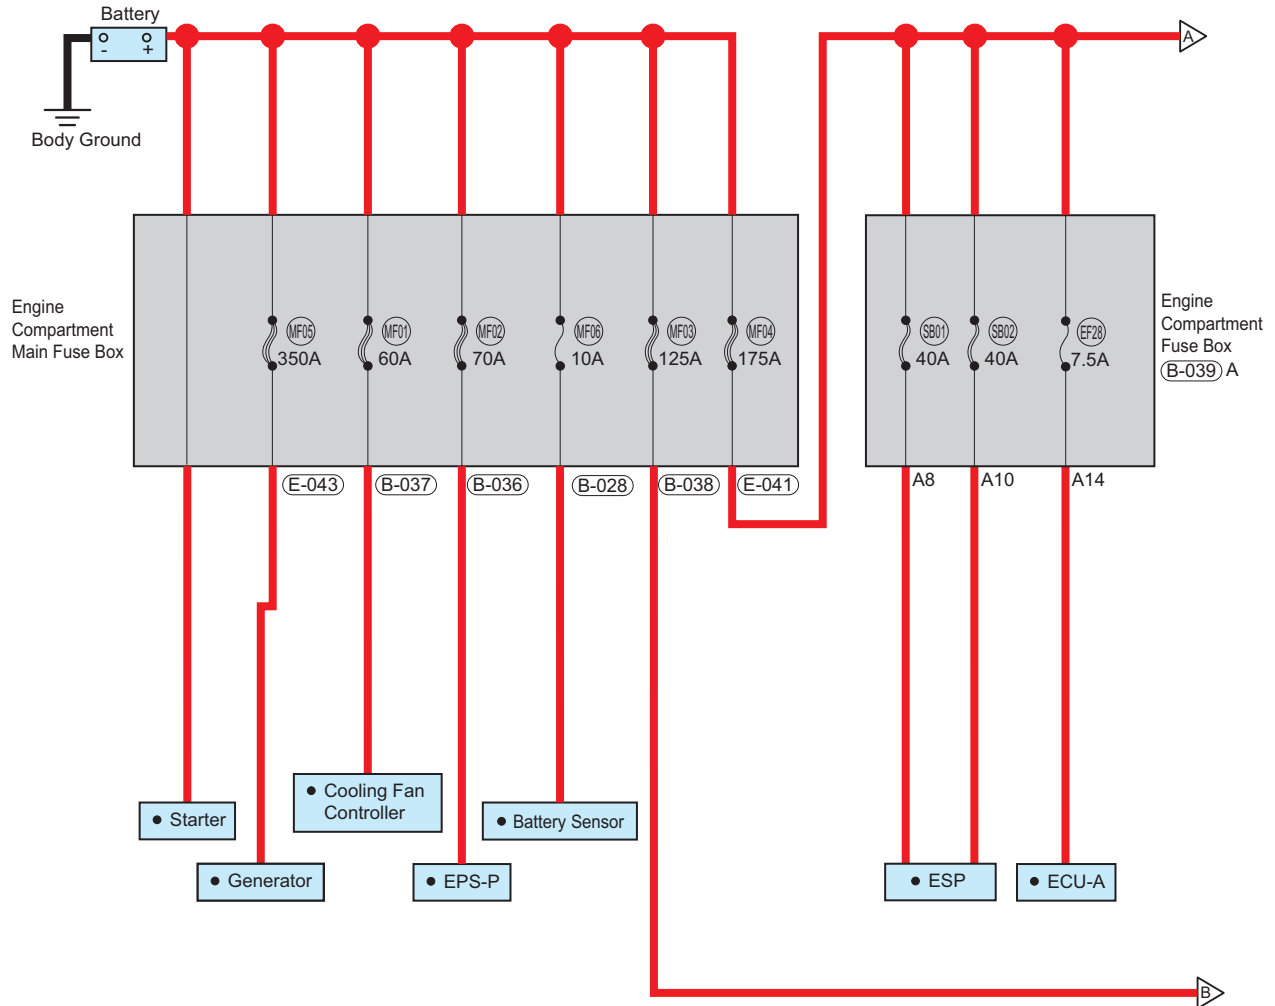 Battery
- +
Body Ground
A
Engine
Compartment
Main Fuse Box
MF05
350A
MF01
60A
MF02
70A
MF06
10A
MF03
125A
MF04
175A
SB01
40A
SB02
40A
EF28
7.5A
Engine
Compartment
Fuse Box
B-039 A
E-043
B-037
B-036
B-028
B-038
E-041
A8
A10
A14
• Cooling Fan
Controller
• Starter
• Battery Sensor
• Generator
• EPS-P
• ESP
• ECU-A
B